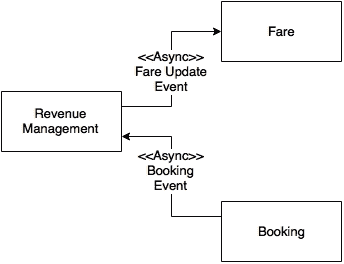 Fare
<<Async>>
Fare Update
Event
Revenue
Management
<<Async>>
Booking
Event
Booking